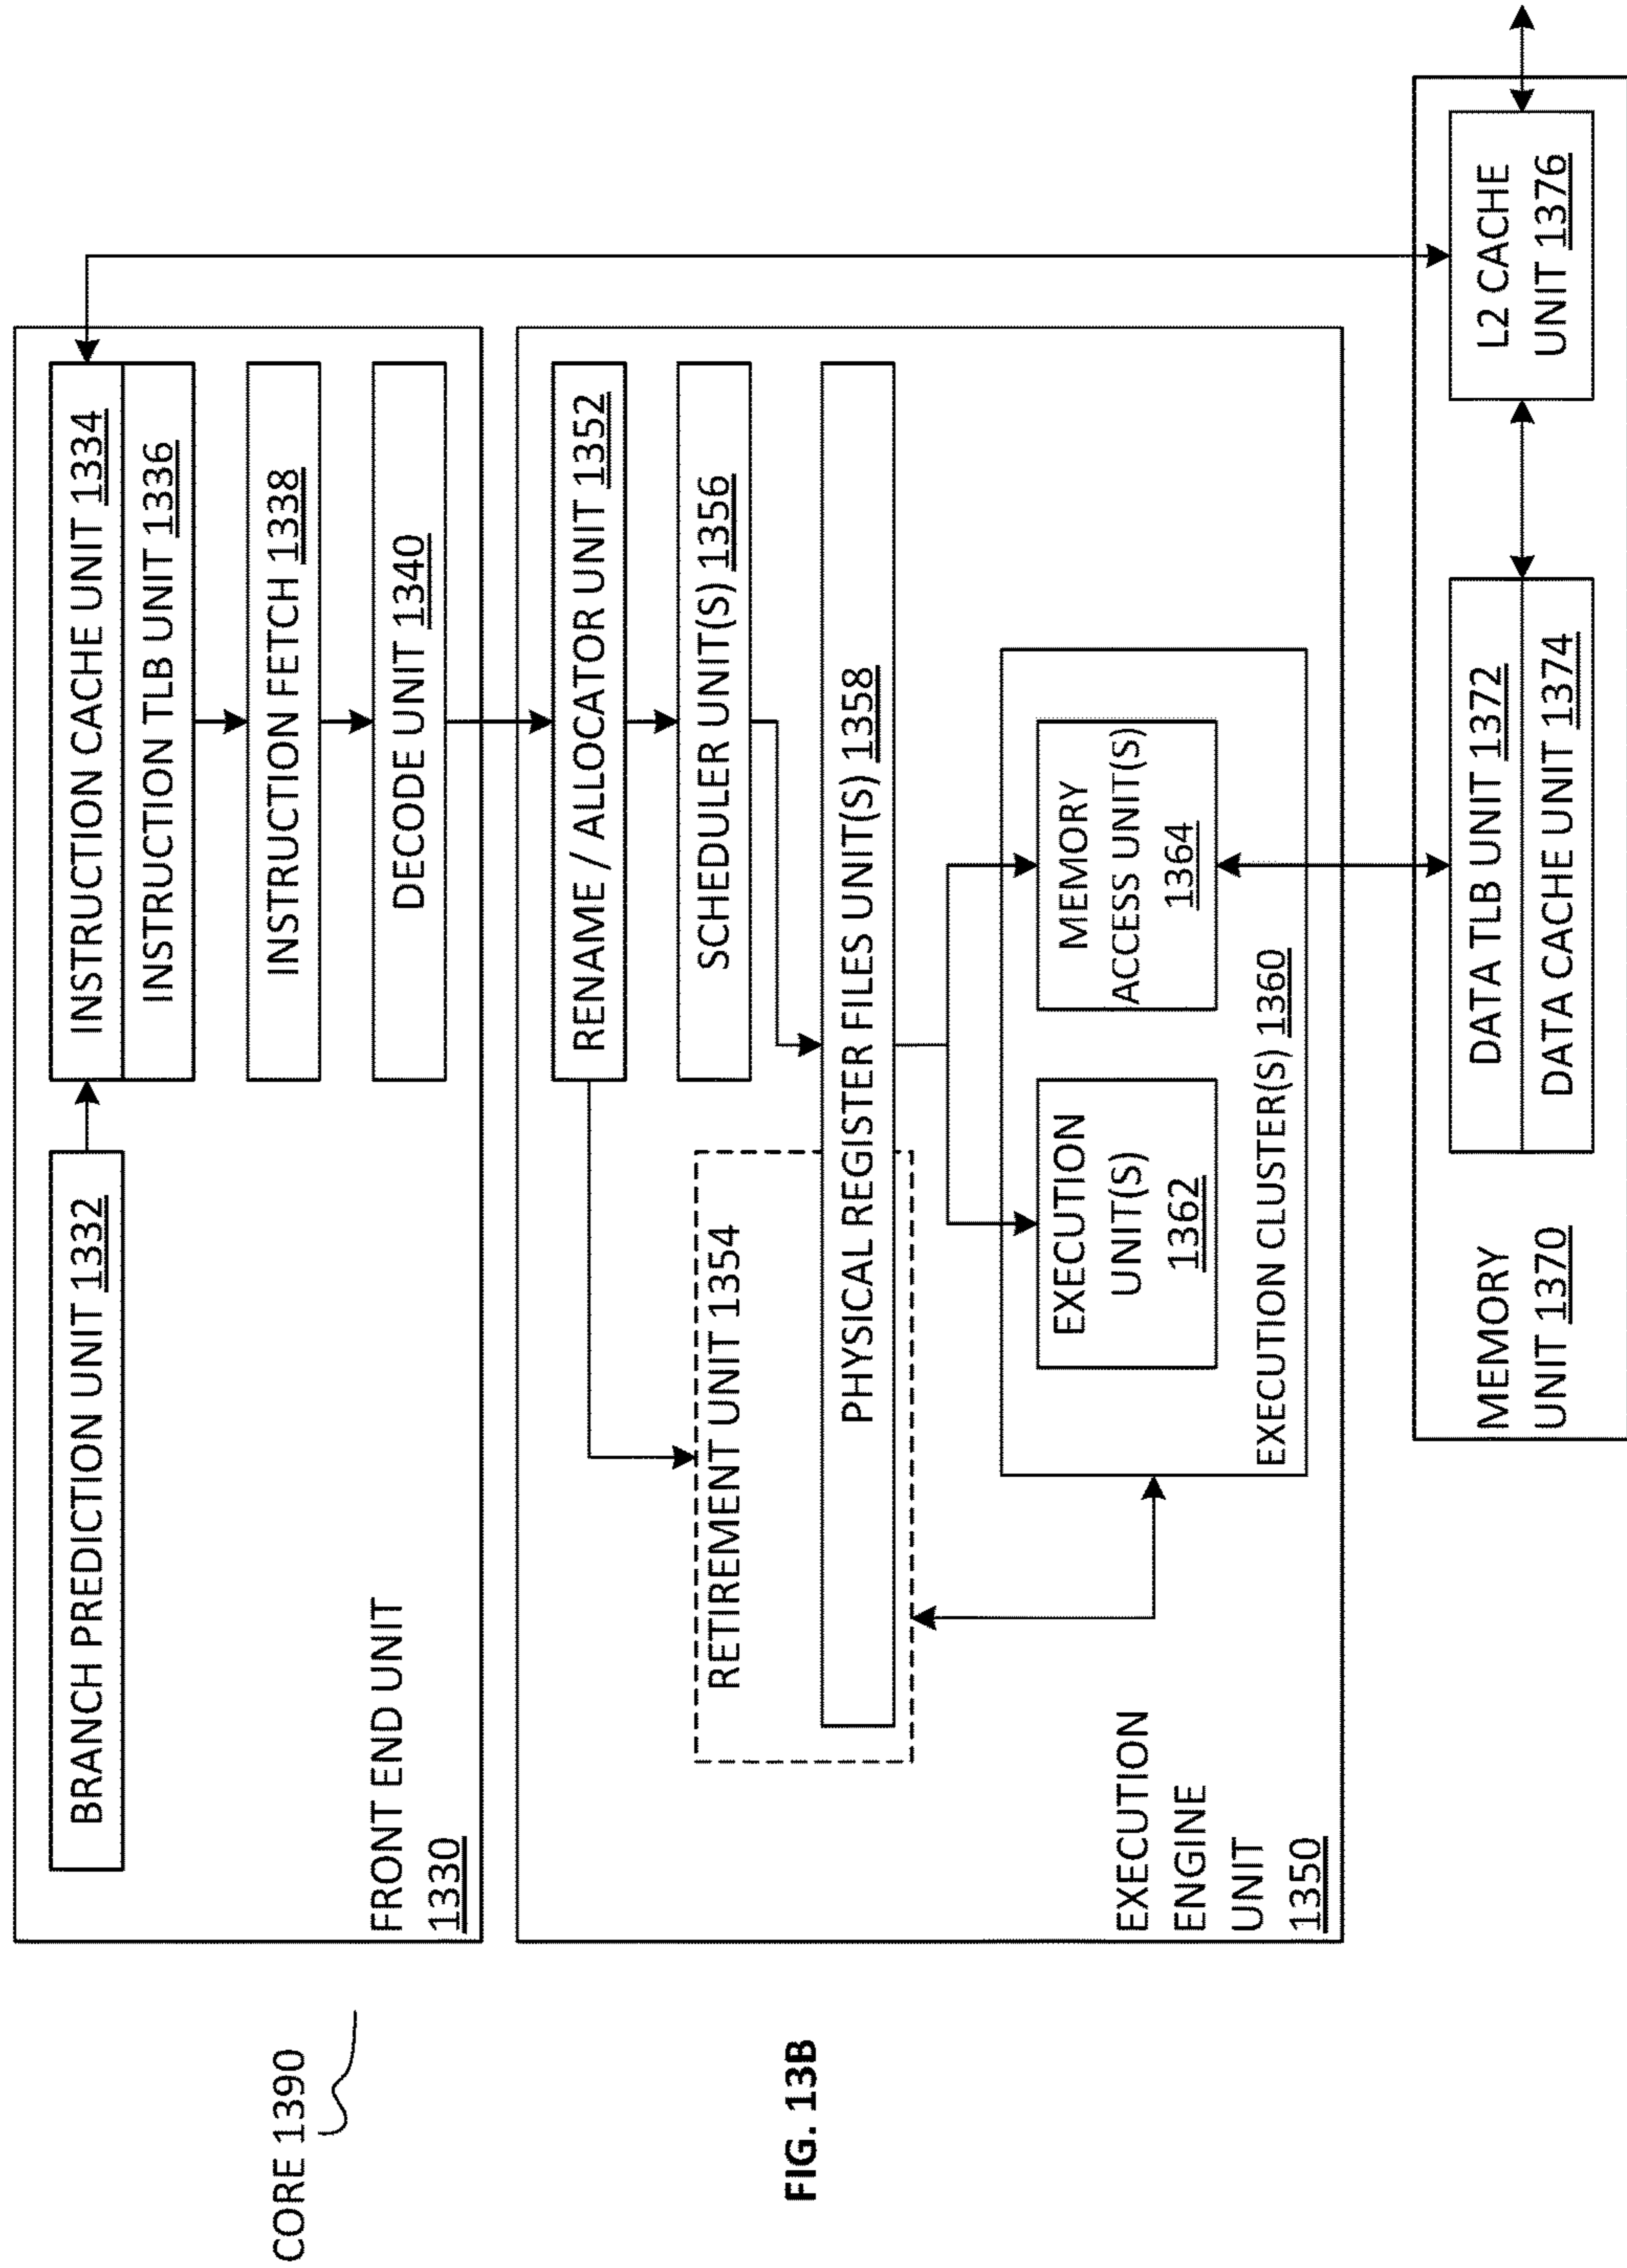 CORE 1390
BRANCH PREDICTION UNIT 1332
INSTRUCTION CACHE UNIT 1334
INSTRUCTION TLB UNIT 1336
INSTRUCTION FETCH 1338
DECODE UNIT 1340
FRONT END UNIT
1330
RENAME / ALLOCATOR UNIT 1352
SCHEDULER UNIT(S) 1356
RETIREMENT UNIT 1354
PHYSICAL REGISTER FILES UNIT(S) 1358
EXECUTION
UNIT(S)
1362
MEMORY
ACCESS UNIT(S)
1364
EXECUTION CLUSTER(S) 1360
EXECUTION
ENGINE
UNIT
1350
MEMORY
UNIT 1370
DATA TLB UNIT 1372
DATA CACHE UNIT 1374
L2 CACHE
UNIT 1376
FIG. 13B